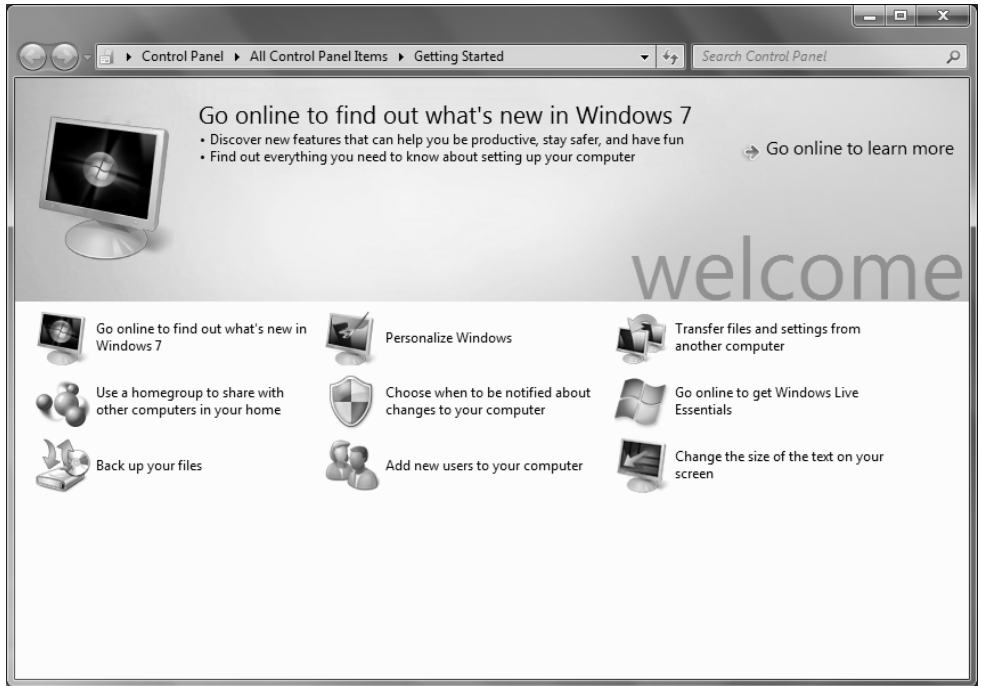 Control Panel ▸ All Control Panel Items ▸ Getting Started
Search Control Panel
Go online to find out what's new in Windows 7
• Discover new features that can help you be productive, stay safer, and have fun
• Find out everything you need to know about setting up your computer
Go online to learn more
welcome
Go online to find out what's new in
Windows 7
Personalize Windows
Transfer files and settings from
another computer
Use a homegroup to share with
other computers in your home
Choose when to be notified about
changes to your computer
Go online to get Windows Live
Essentials
Back up your files
Add new users to your computer
Change the size of the text on your
screen